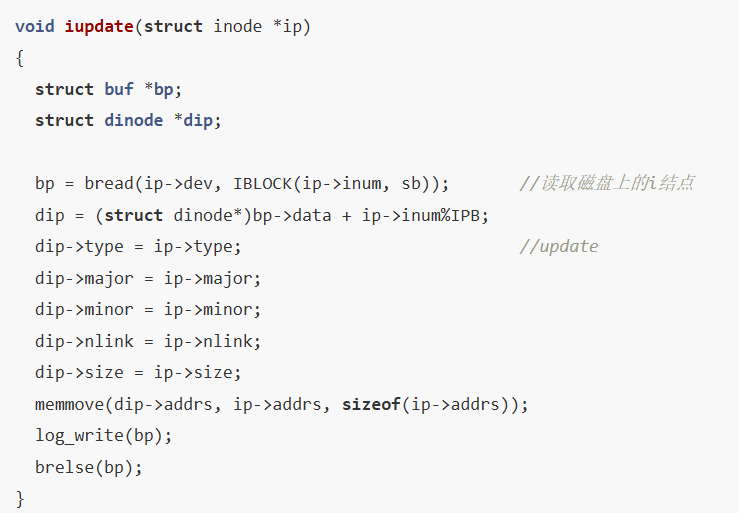 void iupdate(struct inode *ip)
{
  struct buf *bp;
  struct dinode *dip;

  bp = bread(ip->dev, IBLOCK(ip->inum, sb));       //读取磁盘上的i结点
  dip = (struct dinode*)bp->data + ip->inum%IPB;
  dip->type = ip->type;                            //update
  dip->major = ip->major;
  dip->minor = ip->minor;
  dip->nlink = ip->nlink;
  dip->size = ip->size;
  memmove(dip->addrs, ip->addrs, sizeof(ip->addrs));
  log_write(bp);
  brelse(bp);
}